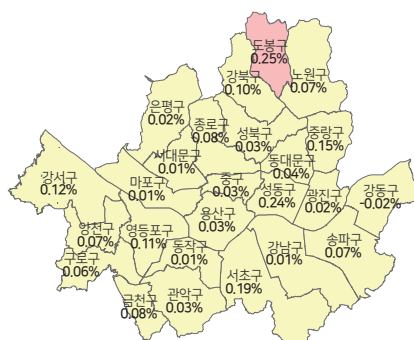 도봉구
0.25%
강북구
0.10%
노원구
0.07%
은평구
0.02%
종로구
0.08%
성북구
0.03%
중랑구
0.15%
서대문구
0.01%
동대문구
0.04%
강서구
0.12%
마포구
0.01%
중구
0.03%
성동구
0.24%
광진구
0.02%
강동구
-0.02%
용산구
0.03%
양천구
0.07%
영등포구
0.11%
동작구
0.01%
강남구
0.01%
송파구
0.07%
구로구
0.06%
서초구
0.19%
금천구
0.08%
관악구
0.03%